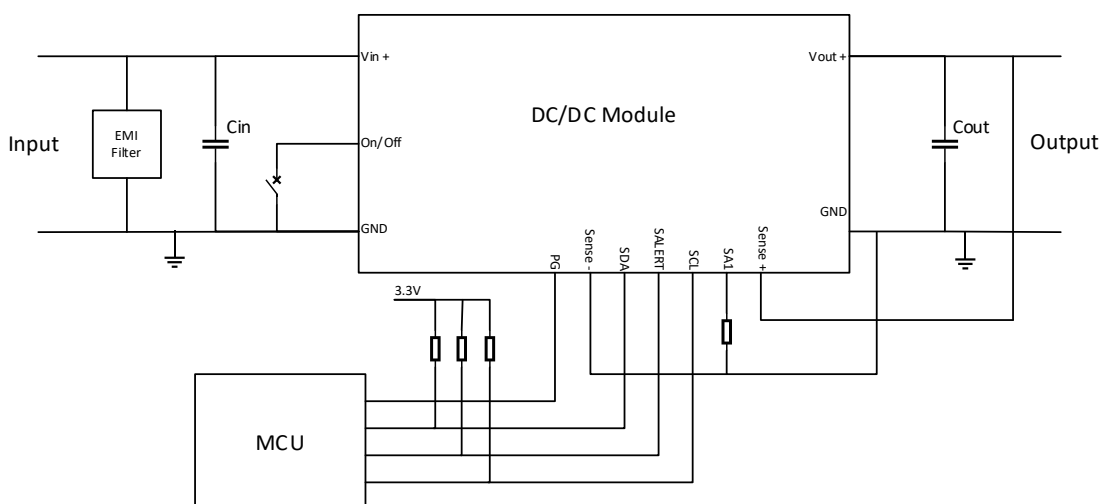 Vin +
Vout +
DC/DC Module
EMI
Filter
Cin
Cout
Input
On/Off
Output
GND
GND
PG
Sense -
SDA
SALERT
SCL
SA1
Sense +
3.3V
MCU